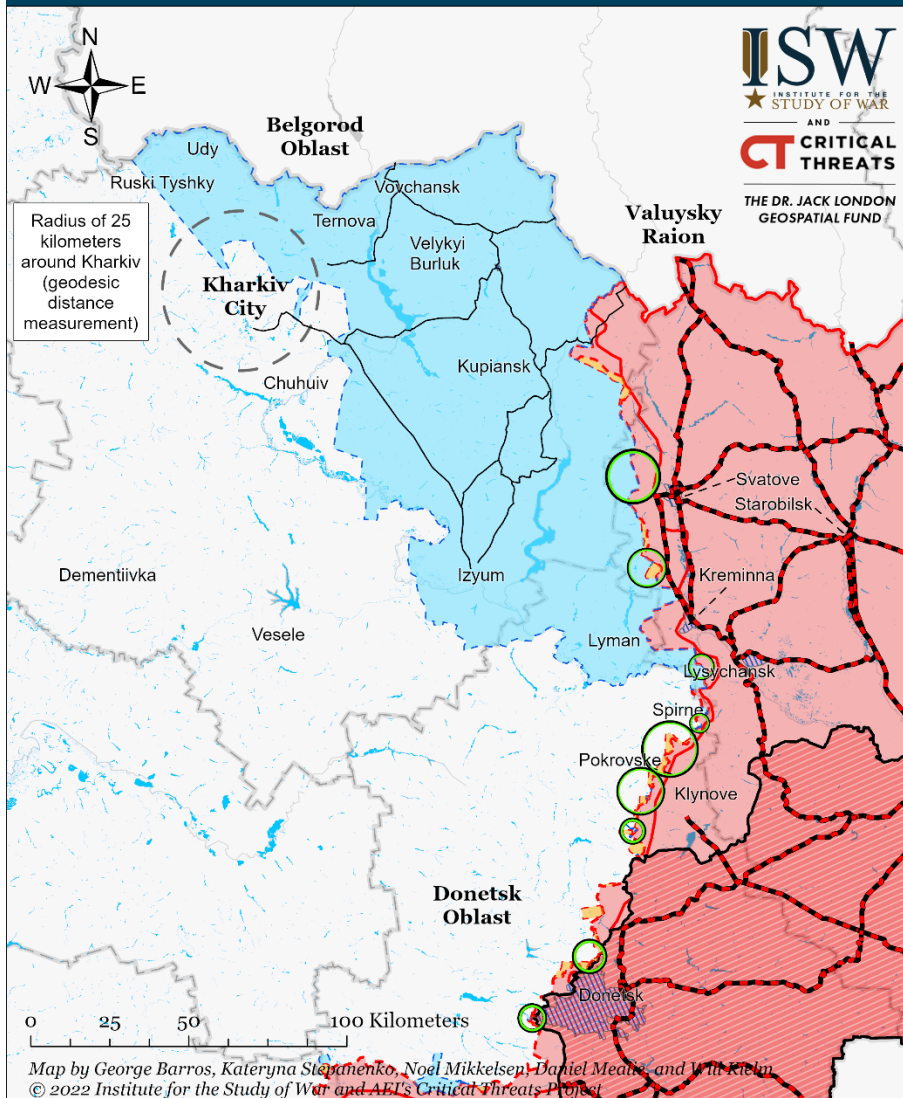 N
W E
S
ISW
INSTITUTE FOR THE
STUDY OF WAR
AND
CT CRITICAL
THREATS
THE DR. JACK LONDON
GEOSPATIAL FUND
Belgorod
Oblast
Udy
Ruski Tyshky
Vovchansk
Ternova
Valuysky
Raion
Radius of 25
kilometers
around Kharkiv
(geodesic
distance
measurement)
Velykyi
Burluk
Kharkiv
City
Kupiansk
Chuhuiv
Svatove
Starobilsk
Dementiivka
Izyum
Kreminna
Vesele
Lyman
Lysychansk
Spirne
Pokrovske
Klynove
Donetsk
Oblast
Donetsk
0 25 50 100 Kilometers
Map by George Barros, Kateryna Stepanenko, Noel Mikkelsen, Daniel Mealie, and Will Kielm
© 2022 Institute for the Study of War and AEI's Critical Threats Project